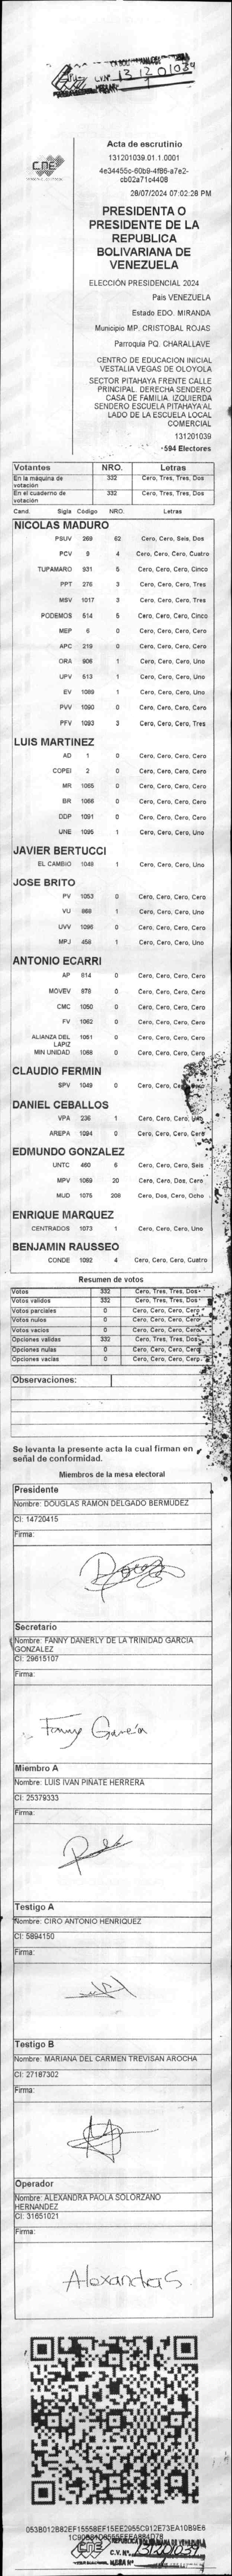 C.V.Nº 13 12 01034
CNE
Acta de escrutinio
131201039.01.1.0001
4e34455c-60b9-4f86-a7e2-
cb02a71c4408
28/07/2024 07:02:28 PM
PRESIDENTA O
PRESIDENTE DE LA
REPUBLICA
BOLIVARIANA DE
VENEZUELA
ELECCIÓN PRESIDENCIAL 2024
País VENEZUELA
Estado EDO. MIRANDA
Municipio MP. CRISTOBAL ROJAS
Parroquia PQ. CHARALLAVE
CENTRO DE EDUCACION INICIAL
VESTALIA VEGAS DE OLOYOLA
SECTOR PITAHAYA FRENTE CALLE
PRINCIPAL. DERECHA SENDERO
CASA DE FAMILIA. IZQUIERDA
SENDERO ESCUELA PITAHAYA AL
LADO DE LA ESCUELA LOCAL
COMERCIAL
131201039
594 Electores
Votantes NRO. Letras
En la máquina de votación 332 Cero, Tres, Tres, Dos
En el cuaderno de votación 332 Cero, Tres, Tres, Dos
Cand. Sigla Código NRO. Letras
NICOLAS MADURO
PSUV 269 62 Cero, Cero, Seis, Dos
PCV 9 4 Cero, Cero, Cero, Cuatro
TUPAMARO 931 5 Cero, Cero, Cero, Cinco
PPT 276 3 Cero, Cero, Cero, Tres
MSV 1017 3 Cero, Cero, Cero, Tres
PODEMOS 514 5 Cero, Cero, Cero, Cinco
MEP 6 0 Cero, Cero, Cero, Cero
APC 219 0 Cero, Cero, Cero, Cero
ORA 906 1 Cero, Cero, Cero, Uno
UPV 513 1 Cero, Cero, Cero, Uno
EV 1089 1 Cero, Cero, Cero, Uno
PVV 1090 0 Cero, Cero, Cero, Cero
PFV 1093 3 Cero, Cero, Cero, Tres
LUIS MARTINEZ
AD 1 0 Cero, Cero, Cero, Cero
COPEI 2 0 Cero, Cero, Cero, Cero
MR 1055 0 Cero, Cero, Cero, Cero
BR 1066 0 Cero, Cero, Cero, Cero
DDP 1091 0 Cero, Cero, Cero, Cero
UNE 1095 1 Cero, Cero, Cero, Uno
JAVIER BERTUCCI
EL CAMBIO 1048 1 Cero, Cero, Cero, Uno
JOSE BRITO
PV 1053 0 Cero, Cero, Cero, Cero
VU 868 1 Cero, Cero, Cero, Uno
UVV 1096 0 Cero, Cero, Cero, Cero
MPJ 458 1 Cero, Cero, Cero, Uno
ANTONIO ECARRI
AP 614 0 Cero, Cero, Cero, Cero
MOVEV 878 0 Cero, Cero, Cero, Cero
CMC 1050 0 Cero, Cero, Cero, Cero
FV 1062 0 Cero, Cero, Cero, Cero
ALIANZA DEL LAPIZ 1051 0 Cero, Cero, Cero, Cero
MIN UNIDAD 1088 0 Cero, Cero, Cero, Cero
CLAUDIO FERMIN
SPV 1049 0 Cero, Cero, Cero, Cero
DANIEL CEBALLOS
VPA 236 1 Cero, Cero, Cero, Uno
AREPA 1094 0 Cero, Cero, Cero, Cero
EDMUNDO GONZALEZ
UNTC 460 6 Cero, Cero, Cero, Seis
MPV 1069 20 Cero, Cero, Dos, Cero
MUD 1075 208 Cero, Dos, Cero, Ocho
ENRIQUE MARQUEZ
CENTRADOS 1073 1 Cero, Cero, Cero, Uno
BENJAMIN RAUSSEO
CONDE 1092 4 Cero, Cero, Cero, Cuatro
Resumen de votos
Votos 332 Cero, Tres, Tres, Dos
Votos validos 332 Cero, Tres, Tres, Dos
Votos parciales 0 Cero, Cero, Cero, Cero
Votos nulos 0 Cero, Cero, Cero, Cero
Votos vacios 0 Cero, Cero, Cero, Cero
Opciones validas 332 Cero, Tres, Tres, Dos
Opciones nulas 0 Cero, Cero, Cero, Cero
Opciones vacias 0 Cero, Cero, Cero, Cero
Observaciones:
Se levanta la presente acta la cual firman en
señal de conformidad.
Miembros de la mesa electoral
Presidente
Nombre: DOUGLAS RAMON DELGADO BERMUDEZ
CI: 14720415
Firma:
Secretario
Nombre: FANNY DANERLY DE LA TRINIDAD GARCIA
GONZALEZ
CI: 29615107
Firma:
Fanny García
Miembro A
Nombre: LUIS IVAN PIÑATE HERRERA
CI: 25379333
Firma:
Testigo A
Nombre: CIRO ANTONIO HENRIQUEZ
CI: 5894150
Firma:
Testigo B
Nombre: MARIANA DEL CARMEN TREVISAN AROCHA
CI: 27187302
Firma:
Operador
Nombre: ALEXANDRA PAOLA SOLORZANO
HERNANDEZ
CI: 31651021
Firma:
Alexandra S
053B012B82EF15558EF15EE2955C912E73EA10B9E6
CNE
C.V. Nº 131201039
MESA Nº